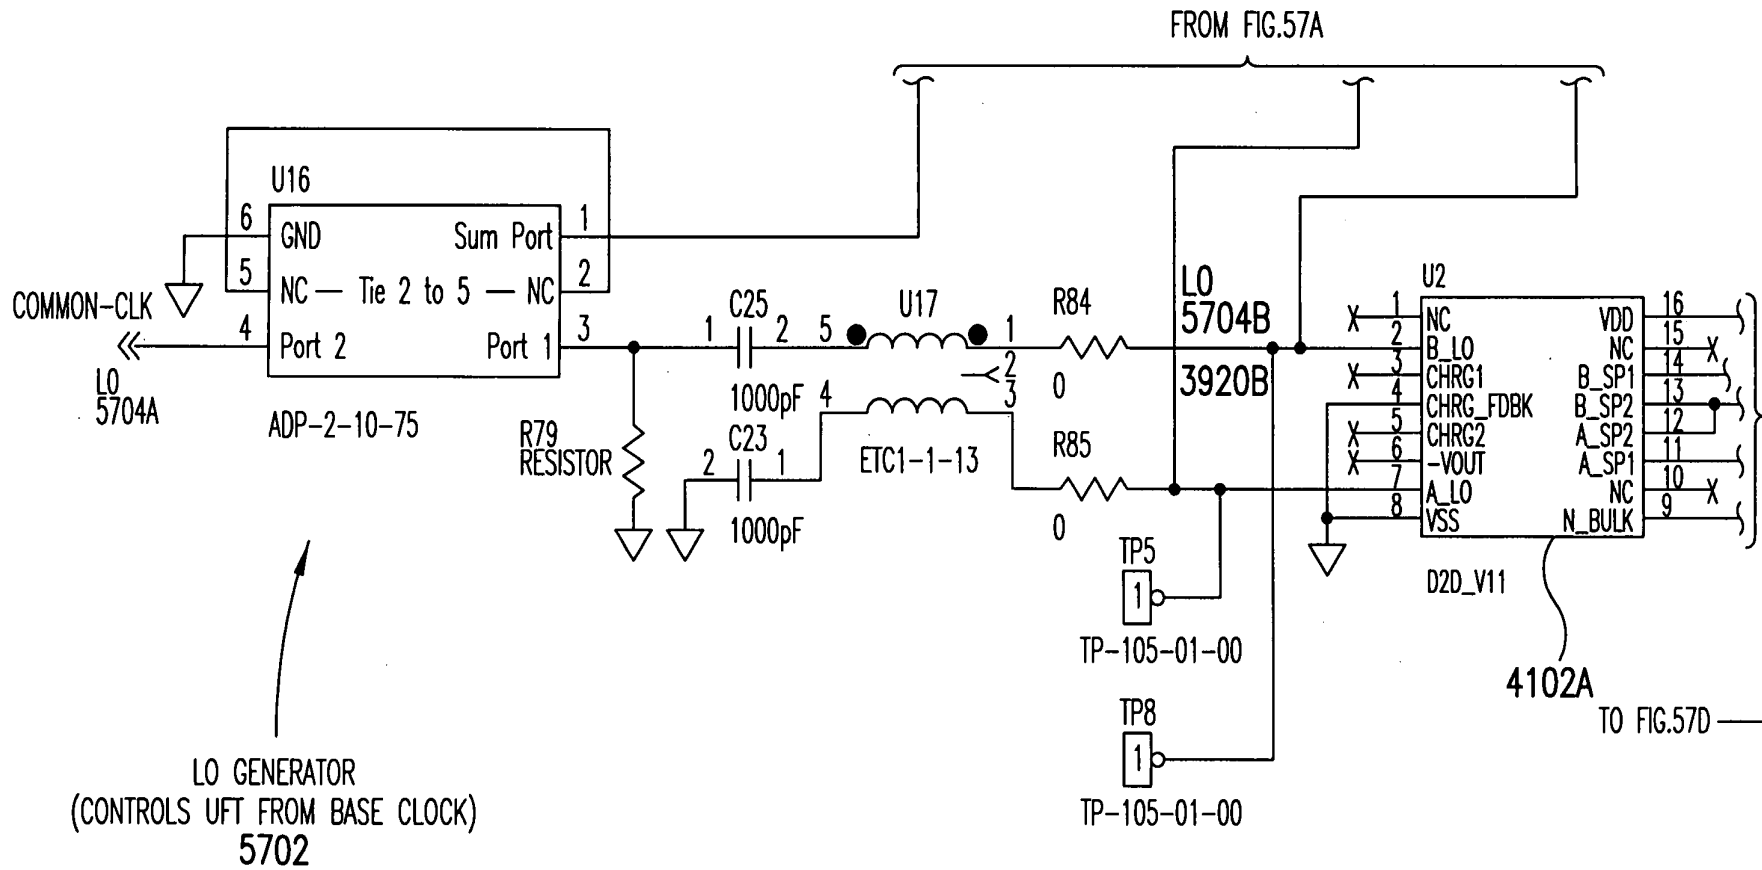 FROM FIG.57A
U16
6 GND Sum Port 1
5 NC — Tie 2 to 5 — NC 2
COMMON-CLK
4 Port 2 Port 1 3
LO
5704A
ADP-2-10-75
R79
RESISTOR
1 C25 2
1000pF
2 C23 1
1000pF
5 U17 1
2
4 3
ETC1-1-13
R84
0
R85
0
LO
5704B
3920B
TP5
1
TP-105-01-00
TP8
1
TP-105-01-00
U2
1 NC VDD 16
2 B_LO NC 15
3 CHRG1 B_SP1 14
4 CHRG_FDBK B_SP2 13
5 CHRG2 A_SP2 12
6 -VOUT A_SP1 11
7 A_LO NC 10
8 VSS N_BULK 9
D2D_V11
4102A
TO FIG.57D
LO GENERATOR
(CONTROLS UFT FROM BASE CLOCK)
5702